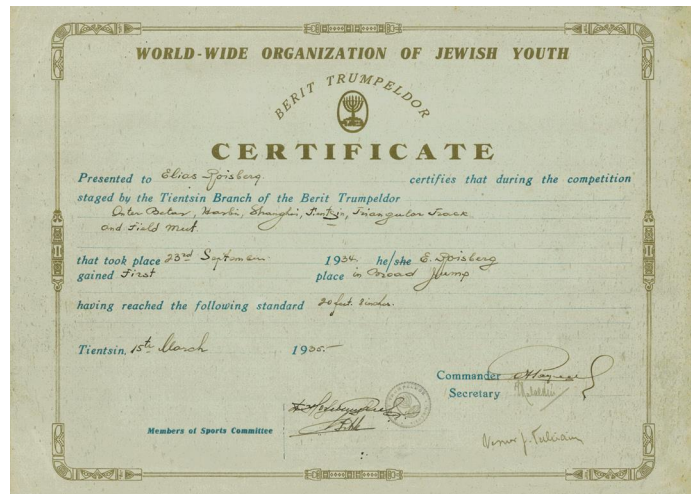 WORLD-WIDE ORGANIZATION OF JEWISH YOUTH
BERIT TRUMPELDOR
CERTIFICATE
Presented to Elias Spisberg certifies that during the competition
staged by the Tientsin Branch of the Berit Trumpeldor
Inter Betar, Harbi, Shanghi, Tientsin, Triangular Track
and Field Meet.
that took place 23rd September 1934. he/she E. Spisberg
gained First place in Broad Jump
having reached the following standard 20 feet. inches.
Tientsin. 15th March 1935.
Commander
Secretary
Members of Sports Committee